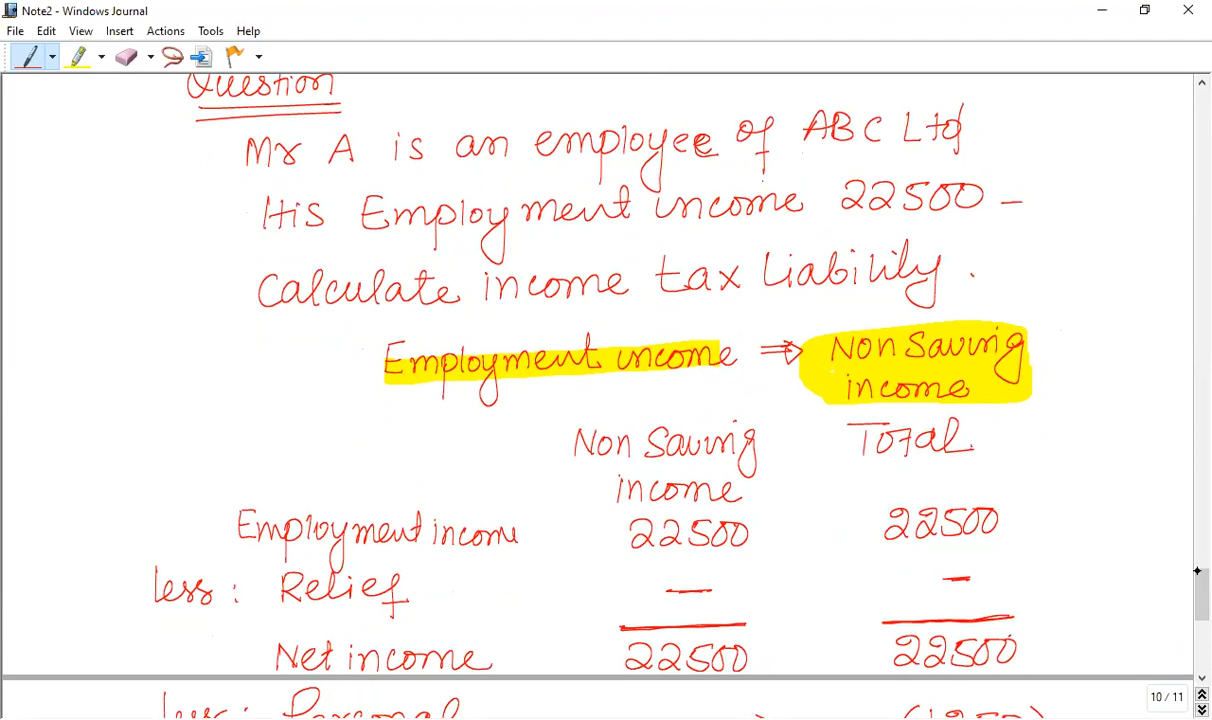 Note2 - Windows Journal
File Edit View Insert Actions Tools Help
Question
Mr A is an employee of ABC Ltd
His Employment income 22500 -
Calculate income tax liability.
Employment income ⇒ Non Saving
income
Non Saving Total.
income
Employment income 22500 22500
less: Relief — –
Net income 22500 22500
less: Personal
10 / 11